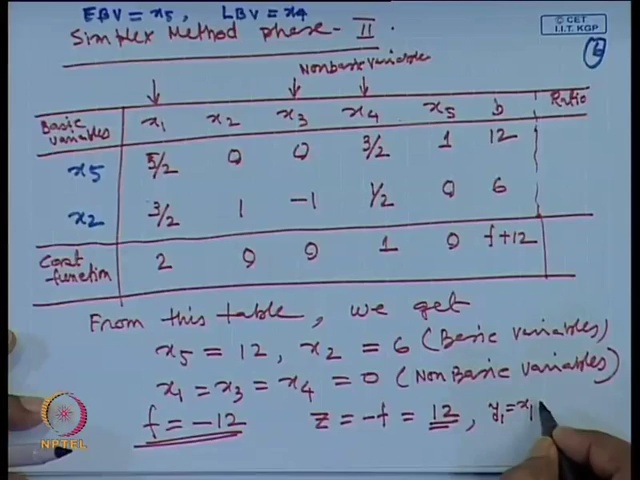 EBV = x5, LBV = x4
Simplex Method phase - II.
© CET
I.I.T. KGP
6
Nonbasic variables
Basic variables x1 x2 x3 x4 x5 b Ratio
x5 5/2 0 0 3/2 1 12
x2 3/2 1 -1 1/2 0 6
Cost function 2 0 0 1 0 f+12
From this table, we get
x5 = 12, x2 = 6 (Basic variables)
x1 = x3 = x4 = 0 (NonBasic variables)
f = -12 z = -f = 12, y1 = x1
NPTEL